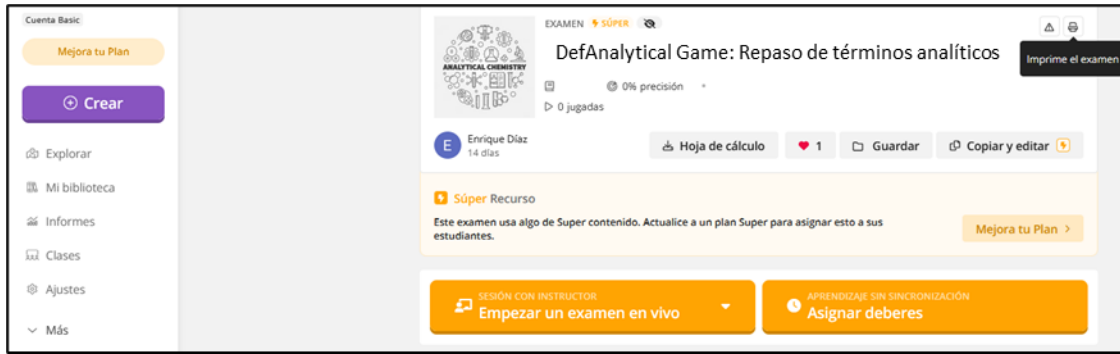 Cuenta Basic
Mejora tu Plan
Crear
Explorar
Mi biblioteca
Informes
Clases
Ajustes
Más
ANALYTICAL CHEMISTRY
EXAMEN SÚPER
DefAnalytical Game: Repaso de términos analíticos
Imprime el examen
0% precisión
0 jugadas
E
Enrique Díaz
14 días
Hoja de cálculo
1
Guardar
Copiar y editar
Súper Recurso
Este examen usa algo de Super contenido. Actualice a un plan Super para asignar esto a sus
estudiantes.
Mejora tu Plan >
SESIÓN CON INSTRUCTOR
Empezar un examen en vivo
APRENDIZAJE SIN SINCRONIZACIÓN
Asignar deberes